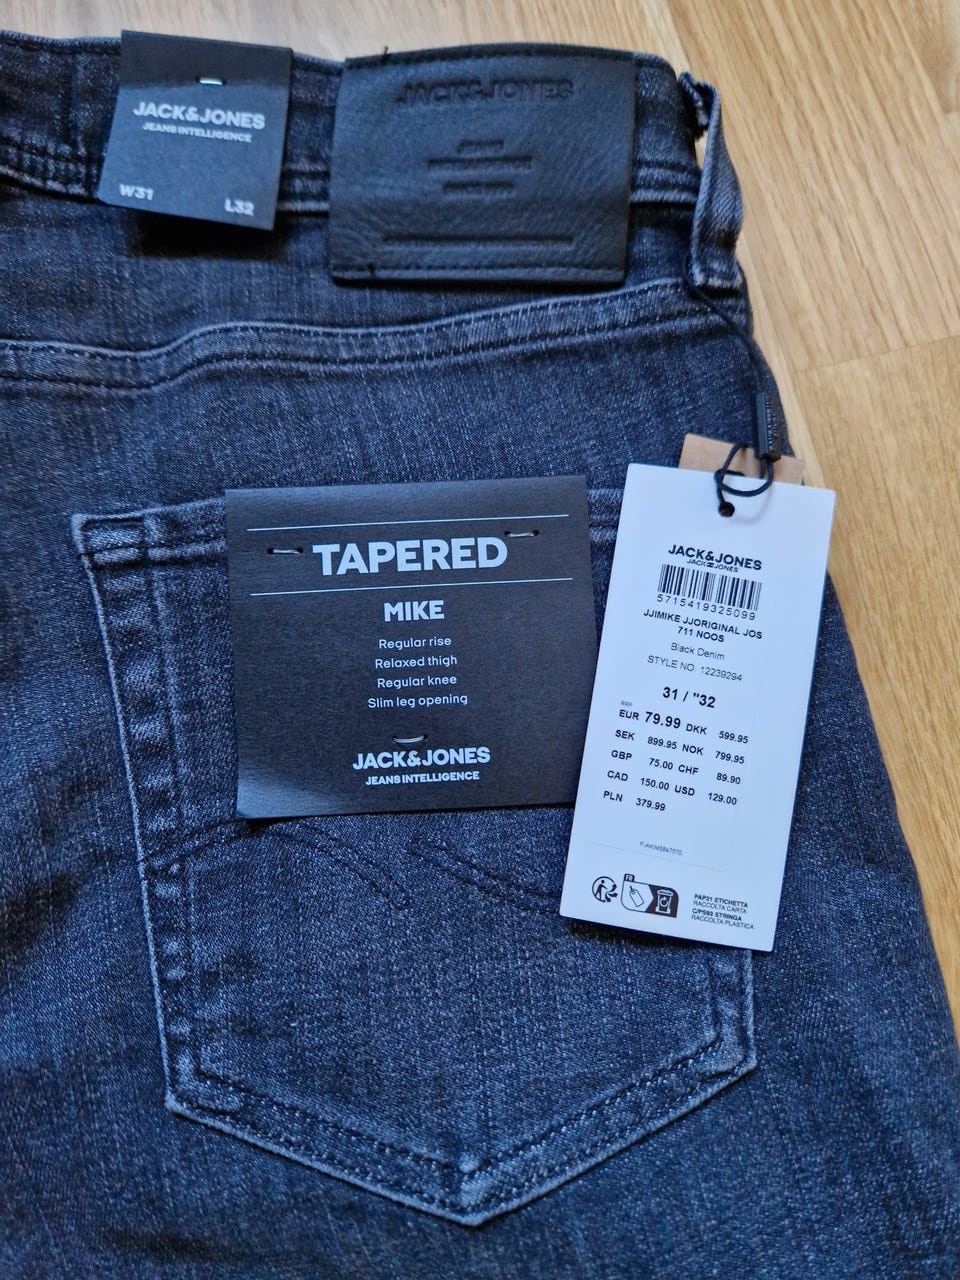 JACK&JONES
JEANS INTELLIGENCE
W31
L32
JACK&JONES
TAPERED
MIKE
Regular rise
Relaxed thigh
Regular knee
Slim leg opening
JACK&JONES
JEANS INTELLIGENCE
JACK&JONES
JACK&JONES
5715419325099
JJIMIKE JJORIGINAL JOS
711 NOOS
Black Denim
STYLE NO. 12239294
31 / "32
RRP
EUR 79.99 DKK 599.95
SEK 899.95 NOK 799.95
GBP 75.00 CHF 89.90
CAD 150.00 USD 129.00
PLN 379.99
FR
PAP21 ETICHETTA
RACCOLTA CARTA
C/PS93 STRINGA
RACCOLTA PLASTICA